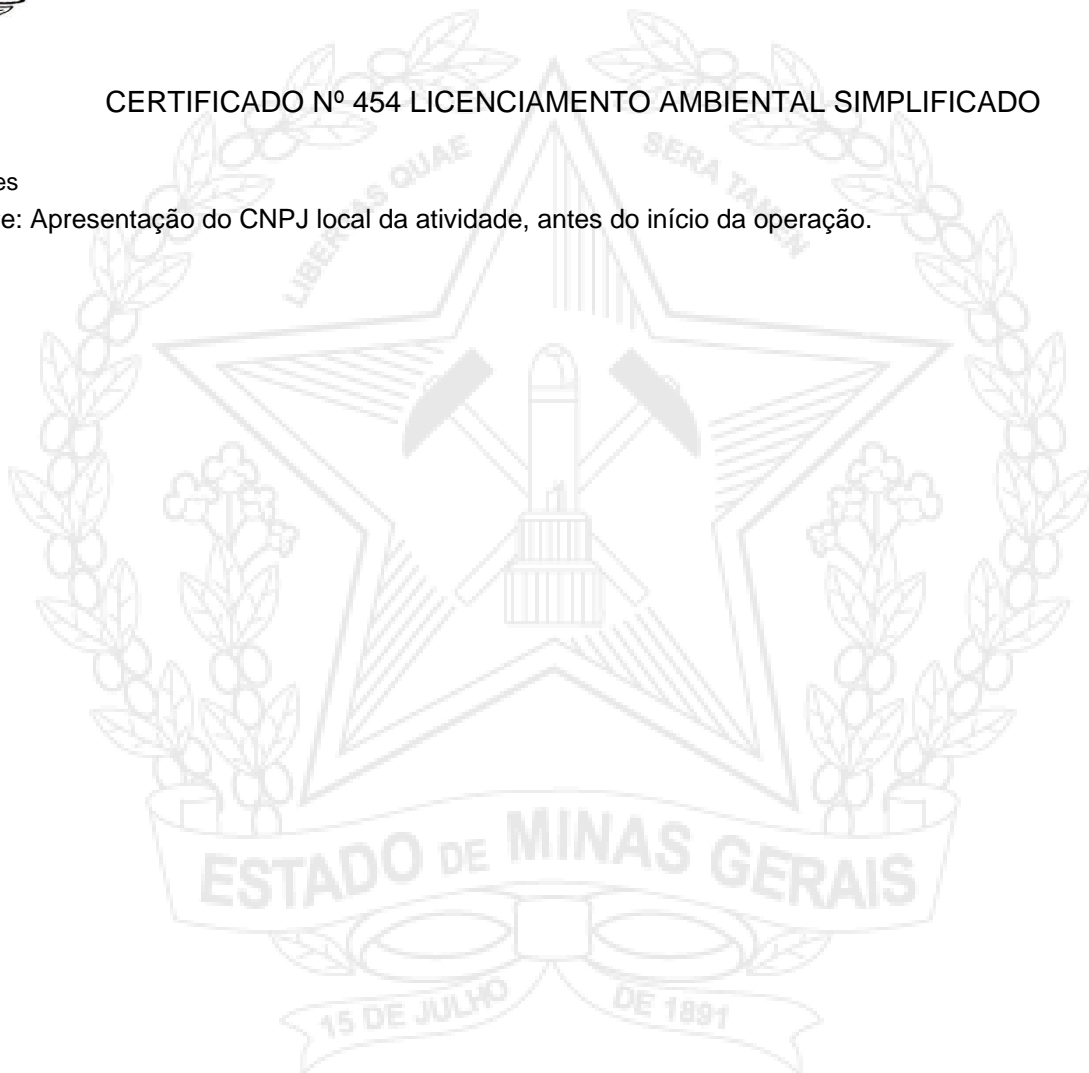 CERTIFICADO Nº 454 LICENCIAMENTO AMBIENTAL SIMPLIFICADO
es
e: Apresentação do CNPJ local da atividade, antes do início da operação.
LIBERTAS QUAE SERA TAMEN
ESTADO DE MINAS GERAIS
15 DE JULHO DE 1891